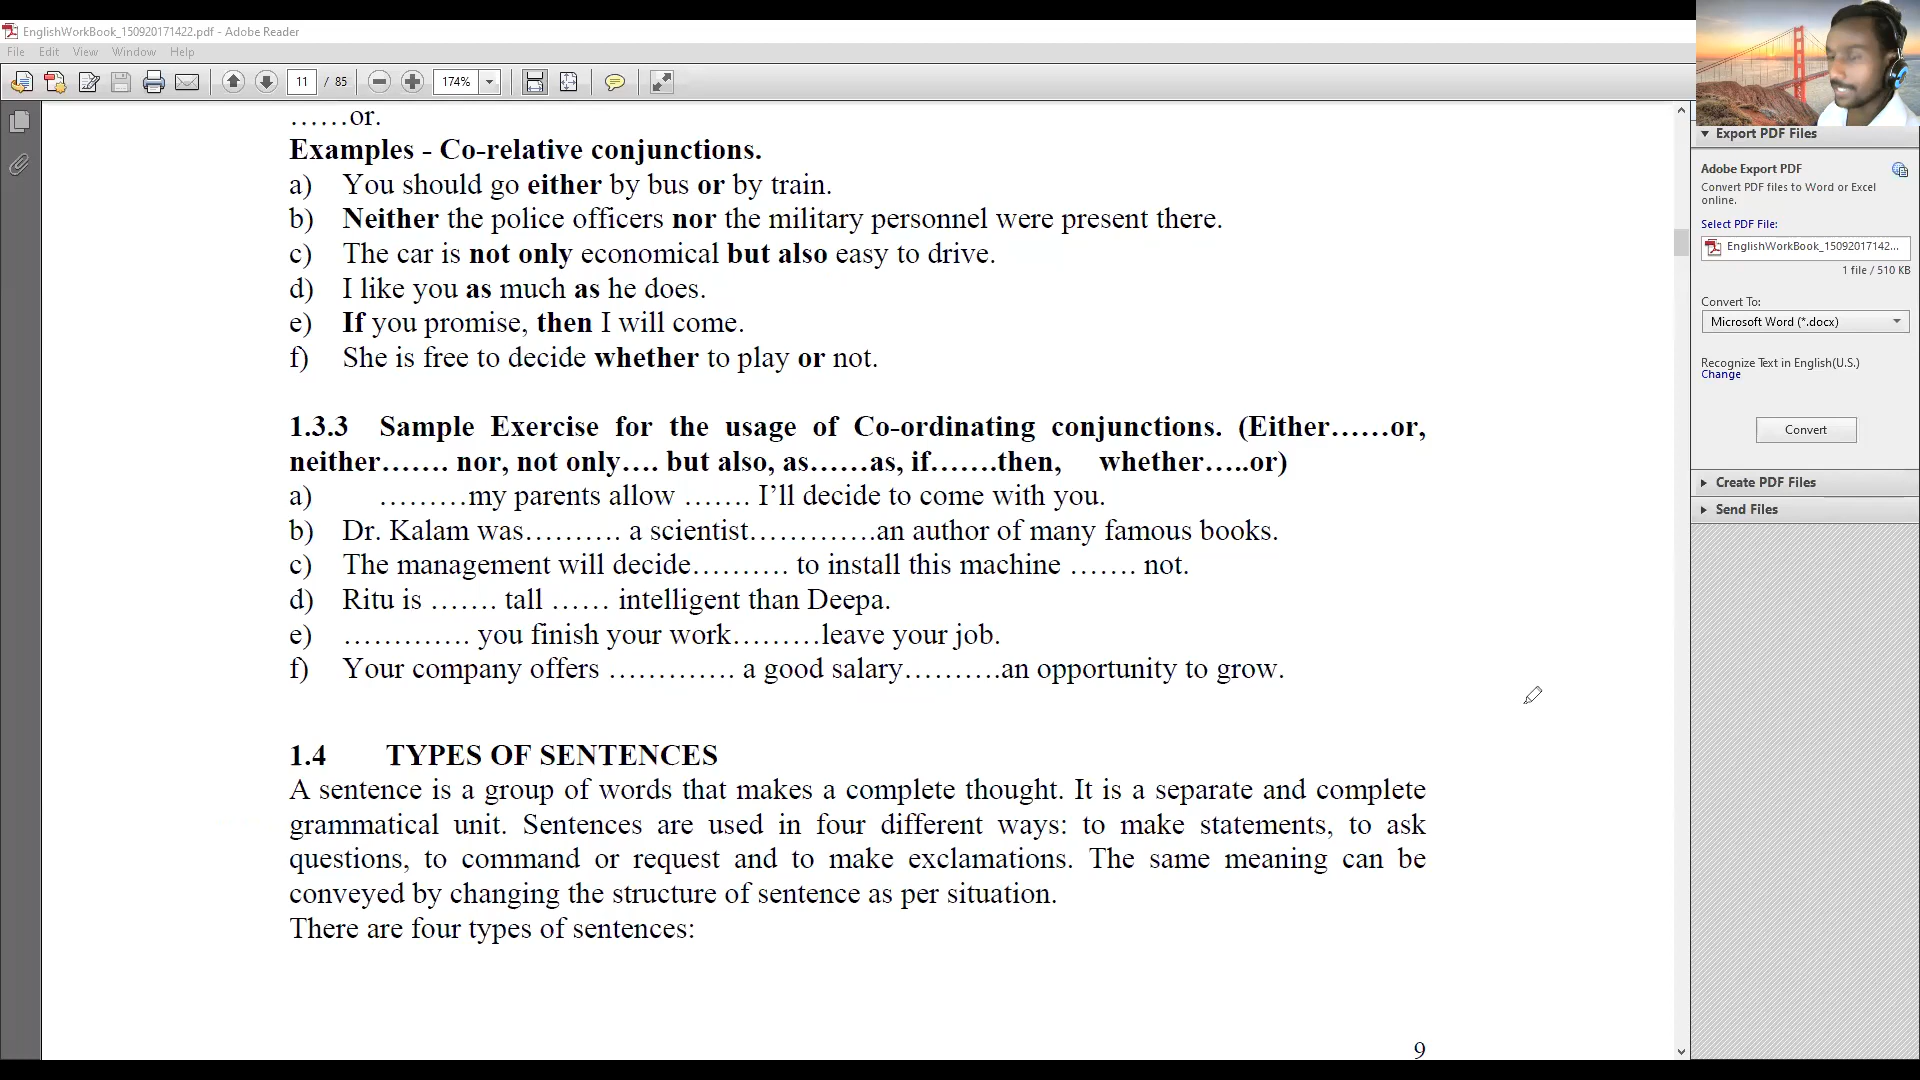 EnglishWorkBook_150920171422.pdf - Adobe Reader
File Edit View Window Help
11 / 85 174%
……or.
Examples - Co-relative conjunctions.
a) You should go either by bus or by train.
b) Neither the police officers nor the military personnel were present there.
c) The car is not only economical but also easy to drive.
d) I like you as much as he does.
e) If you promise, then I will come.
f) She is free to decide whether to play or not.
1.3.3 Sample Exercise for the usage of Co-ordinating conjunctions. (Either……or,
neither……. nor, not only…. but also, as……as, if…….then, whether…..or)
a) ………my parents allow ……. I’ll decide to come with you.
b) Dr. Kalam was………. a scientist………….an author of many famous books.
c) The management will decide………. to install this machine ……. not.
d) Ritu is ……. tall …… intelligent than Deepa.
e) …………. you finish your work………leave your job.
f) Your company offers …………. a good salary……….an opportunity to grow.
1.4 TYPES OF SENTENCES
A sentence is a group of words that makes a complete thought. It is a separate and complete
grammatical unit. Sentences are used in four different ways: to make statements, to ask
questions, to command or request and to make exclamations. The same meaning can be
conveyed by changing the structure of sentence as per situation.
There are four types of sentences:
9
Export PDF Files
Adobe Export PDF
Convert PDF files to Word or Excel
online.
Select PDF File:
EnglishWorkBook_15092017142...
1 file / 510 KB
Convert To:
Microsoft Word (*.docx)
Recognize Text in English(U.S.)
Change
Convert
Create PDF Files
Send Files